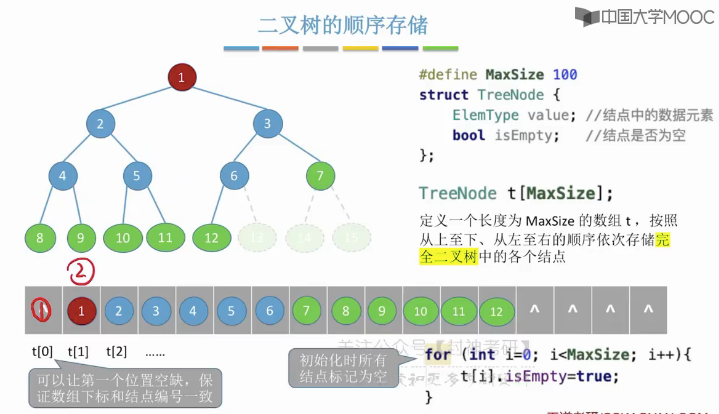 二叉树的顺序存储
中国大学MOOC
#define MaxSize 100
struct TreeNode {
ElemType value; //结点中的数据元素
bool isEmpty; //结点是否为空
};
TreeNode t[MaxSize];
定义一个长度为 MaxSize 的数组 t ，按照
从上至下、从左至右的顺序依次存储完
全二叉树中的各个结点
1
2 3
4 5 6 7
8 9 10 11 12 13 14 15
2
1 2 3 4 5 6 7 8 9 10 11 12 ^ ^ ^ ^
t[0] t[1] t[2] ......
可以让第一个位置空缺，保
证数组下标和结点编号一致
初始化时所有
结点标记为空
for (int i=0; i<MaxSize; i++){
t[i].isEmpty=true;
}